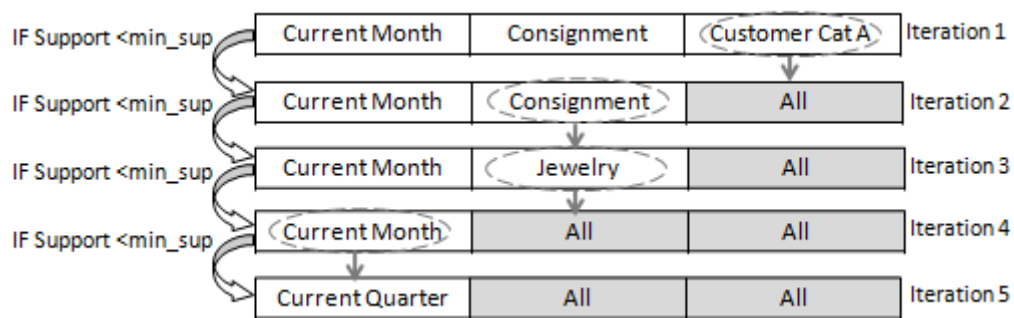 IF Support <min_sup Current Month Consignment Customer Cat A Iteration 1
IF Support <min_sup Current Month Consignment All Iteration 2
IF Support <min_sup Current Month Jewelry All Iteration 3
IF Support <min_sup Current Month All All Iteration 4
Current Quarter All All Iteration 5